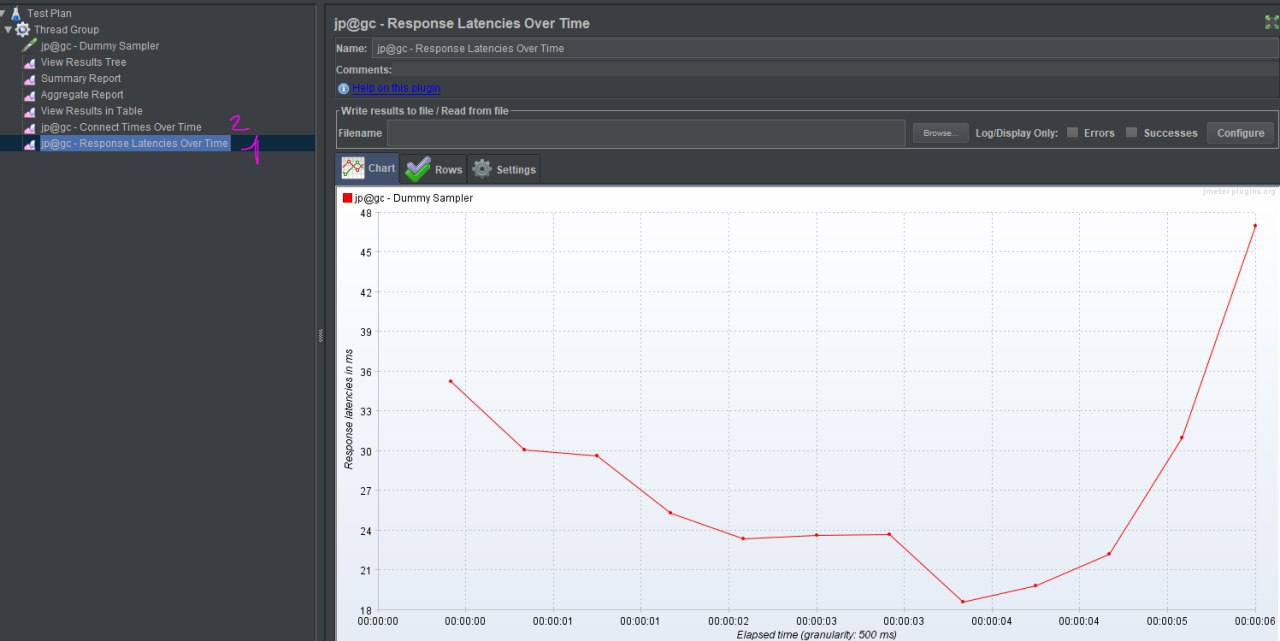 Test Plan
Thread Group
jp@gc - Dummy Sampler
View Results Tree
Summary Report
Aggregate Report
View Results in Table
jp@gc - Connect Times Over Time
2
jp@gc - Response Latencies Over Time
1
jp@gc - Response Latencies Over Time
Name: jp@gc - Response Latencies Over Time
Comments:
Help on this plugin
Write results to file / Read from file
Filename Browse... Log/Display Only: Errors Successes Configure
Chart Rows Settings
jmeter-plugins.org
jp@gc - Dummy Sampler
48
45
42
39
36
33
30
27
24
21
18
Response latencies in ms
00:00:00 00:00:00 00:00:01 00:00:01 00:00:02 00:00:03 00:00:03 00:00:04 00:00:04 00:00:05 00:00:06
Elapsed time (granularity: 500 ms)